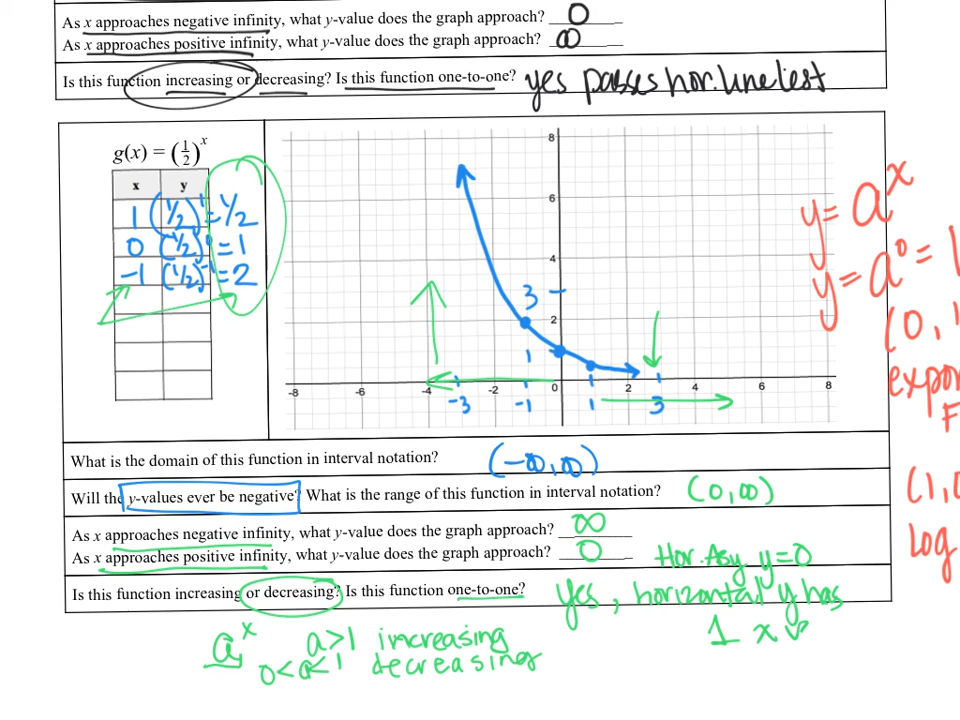 As x approaches negative infinity, what y-value does the graph approach? 0
As x approaches positive infinity, what y-value does the graph approach? ∞
Is this function increasing or decreasing? Is this function one-to-one? yes passes hor. line test
g(x) = (1/2)^x
x y
1 (1/2)^1 = 1/2
0 (1/2)^0 = 1
-1 (1/2)^-1 = 2
8
6
4
3
2
1
-8 -6 -4 -2 0 2 4 6 8
-3 -1 1 3
y = a^x
y = a^0 = 1
(0, 1
expon
F
(1, 0
log
What is the domain of this function in interval notation? (-∞, ∞)
Will the y-values ever be negative? What is the range of this function in interval notation? (0, ∞)
As x approaches negative infinity, what y-value does the graph approach? ∞
As x approaches positive infinity, what y-value does the graph approach? 0
Hor. Asy y=0
Is this function increasing or decreasing? Is this function one-to-one? yes, horizontal y has
1 x
a^x a>1 increasing
0<a<1 decreasing